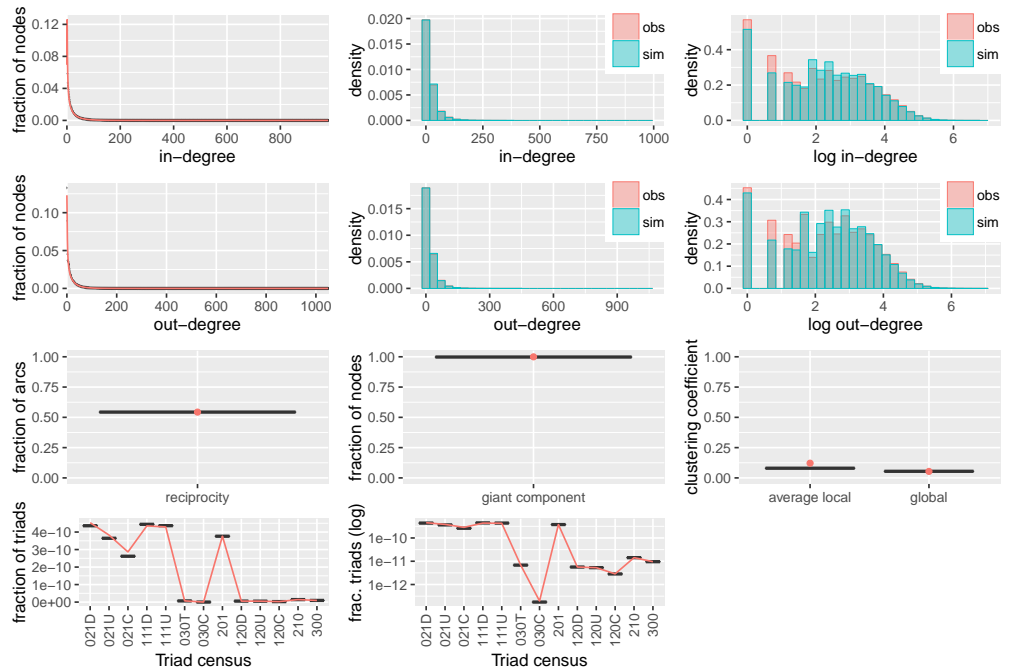 fraction of nodes
0.12
0.08
0.04
0.00
0 200 400 600 800
in−degree
density
0.020
0.015
0.010
0.005
0.000
0 250 500 750 1000
in−degree
obs
sim
density
0.4
0.2
0.0
0 2 4 6
log in−degree
obs
sim
fraction of nodes
0.10
0.05
0.00
0 200 400 600 800 1000
out−degree
density
0.015
0.010
0.005
0.000
0 300 600 900
out−degree
obs
sim
density
0.4
0.3
0.2
0.1
0.0
0 2 4 6
log out−degree
obs
sim
fraction of arcs
1.00
0.75
0.50
0.25
0.00
reciprocity
fraction of nodes
1.00
0.75
0.50
0.25
0.00
giant component
clustering coefficient
1.00
0.75
0.50
0.25
0.00
average local global
fraction of triads
4e−10
3e−10
2e−10
1e−10
0e+00
021D 021U 021C 111D 111U 030T 030C 201 120D 120U 120C 210 300
Triad census
frac. triads (log)
1e−10
1e−11
1e−12
021D 021U 021C 111D 111U 030T 030C 201 120D 120U 120C 210 300
Triad census